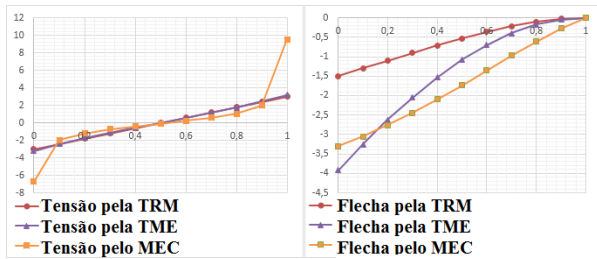 12
10
8
6
4
2
0
-2
-4
-6
-8
0 0,2 0,4 0,6 0,8 1
Tensão pela TRM
Tensão pela TME
Tensão pelo MEC
0
-0,5
-1
-1,5
-2
-2,5
-3
-3,5
-4
-4,5
0 0,2 0,4 0,6 0,8 1
Flecha pela TRM
Flecha pela TME
Flecha pelo MEC